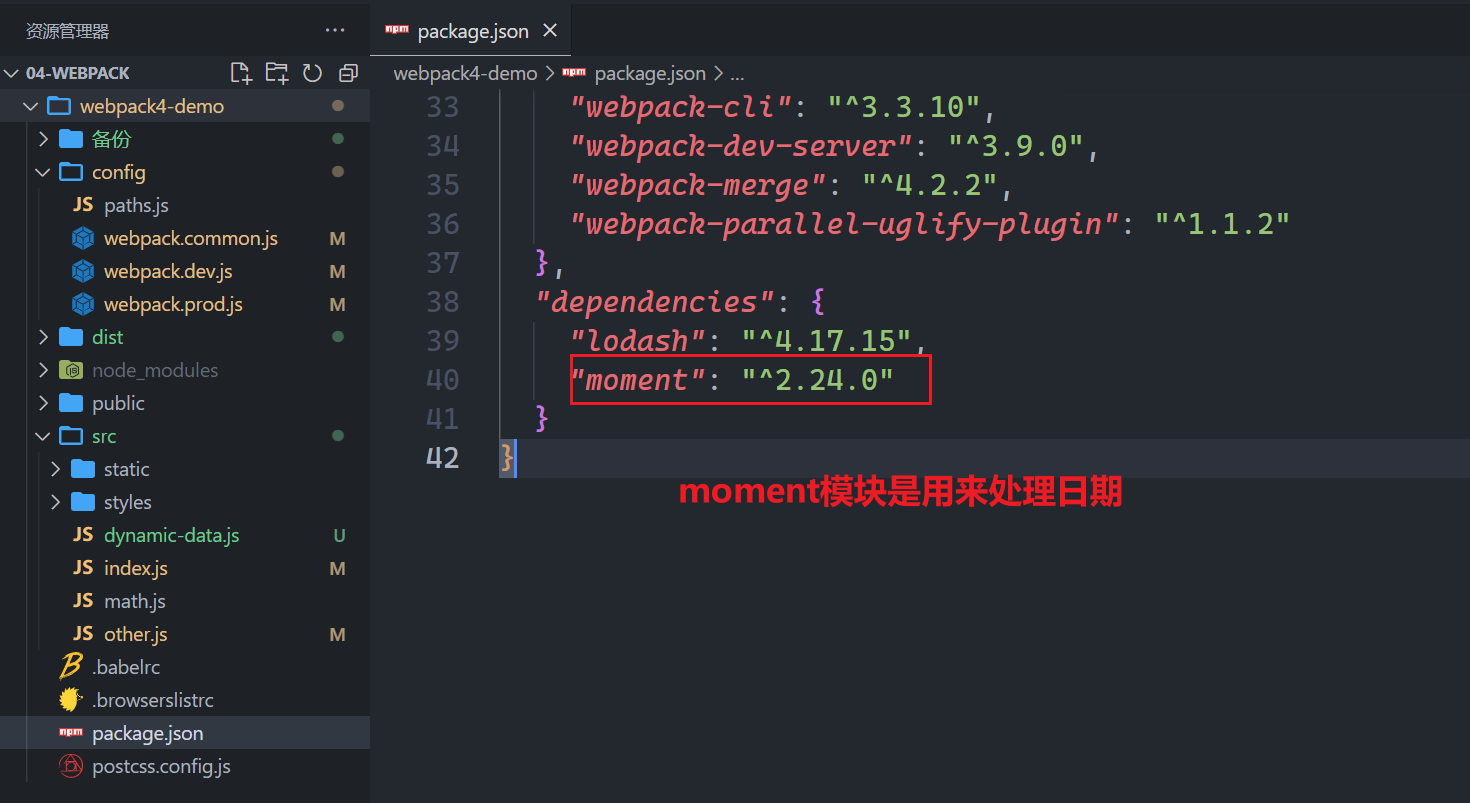 资源管理器
···
package.json
04-WEBPACK
webpack4-demo > package.json > ...
webpack4-demo
备份
config
JS paths.js
webpack.common.js M
webpack.dev.js M
webpack.prod.js M
dist
node_modules
public
src
static
styles
JS dynamic-data.js U
JS index.js M
JS math.js
JS other.js M
.babelrc
.browserslistrc
package.json
postcss.config.js
33 "webpack-cli": "^3.3.10",
34 "webpack-dev-server": "^3.9.0",
35 "webpack-merge": "^4.2.2",
36 "webpack-parallel-uglify-plugin": "^1.1.2"
37 },
38 "dependencies": {
39 "lodash": "^4.17.15",
40 "moment": "^2.24.0"
41 }
42 }
moment模块是用来处理日期